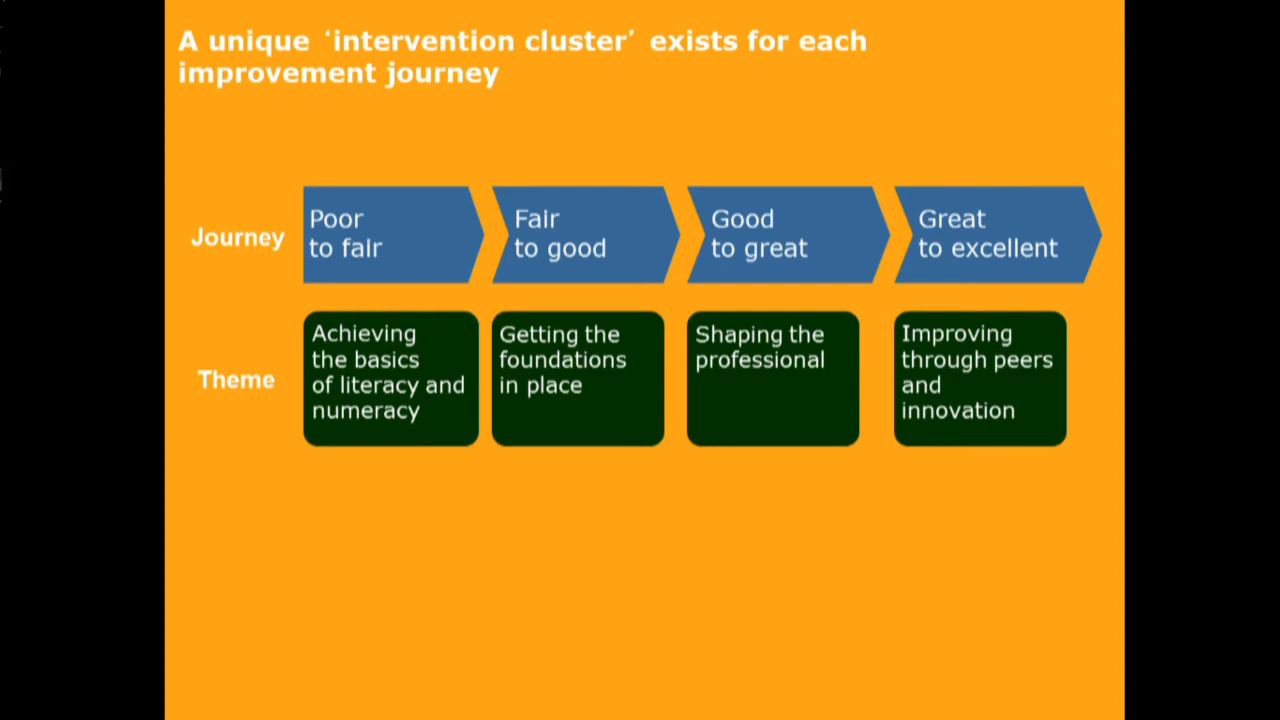 A unique ‘intervention cluster’ exists for each
improvement journey
Journey
Poor
to fair
Fair
to good
Good
to great
Great
to excellent
Theme
Achieving
the basics
of literacy and
numeracy
Getting the
foundations
in place
Shaping the
professional
Improving
through peers
and
innovation